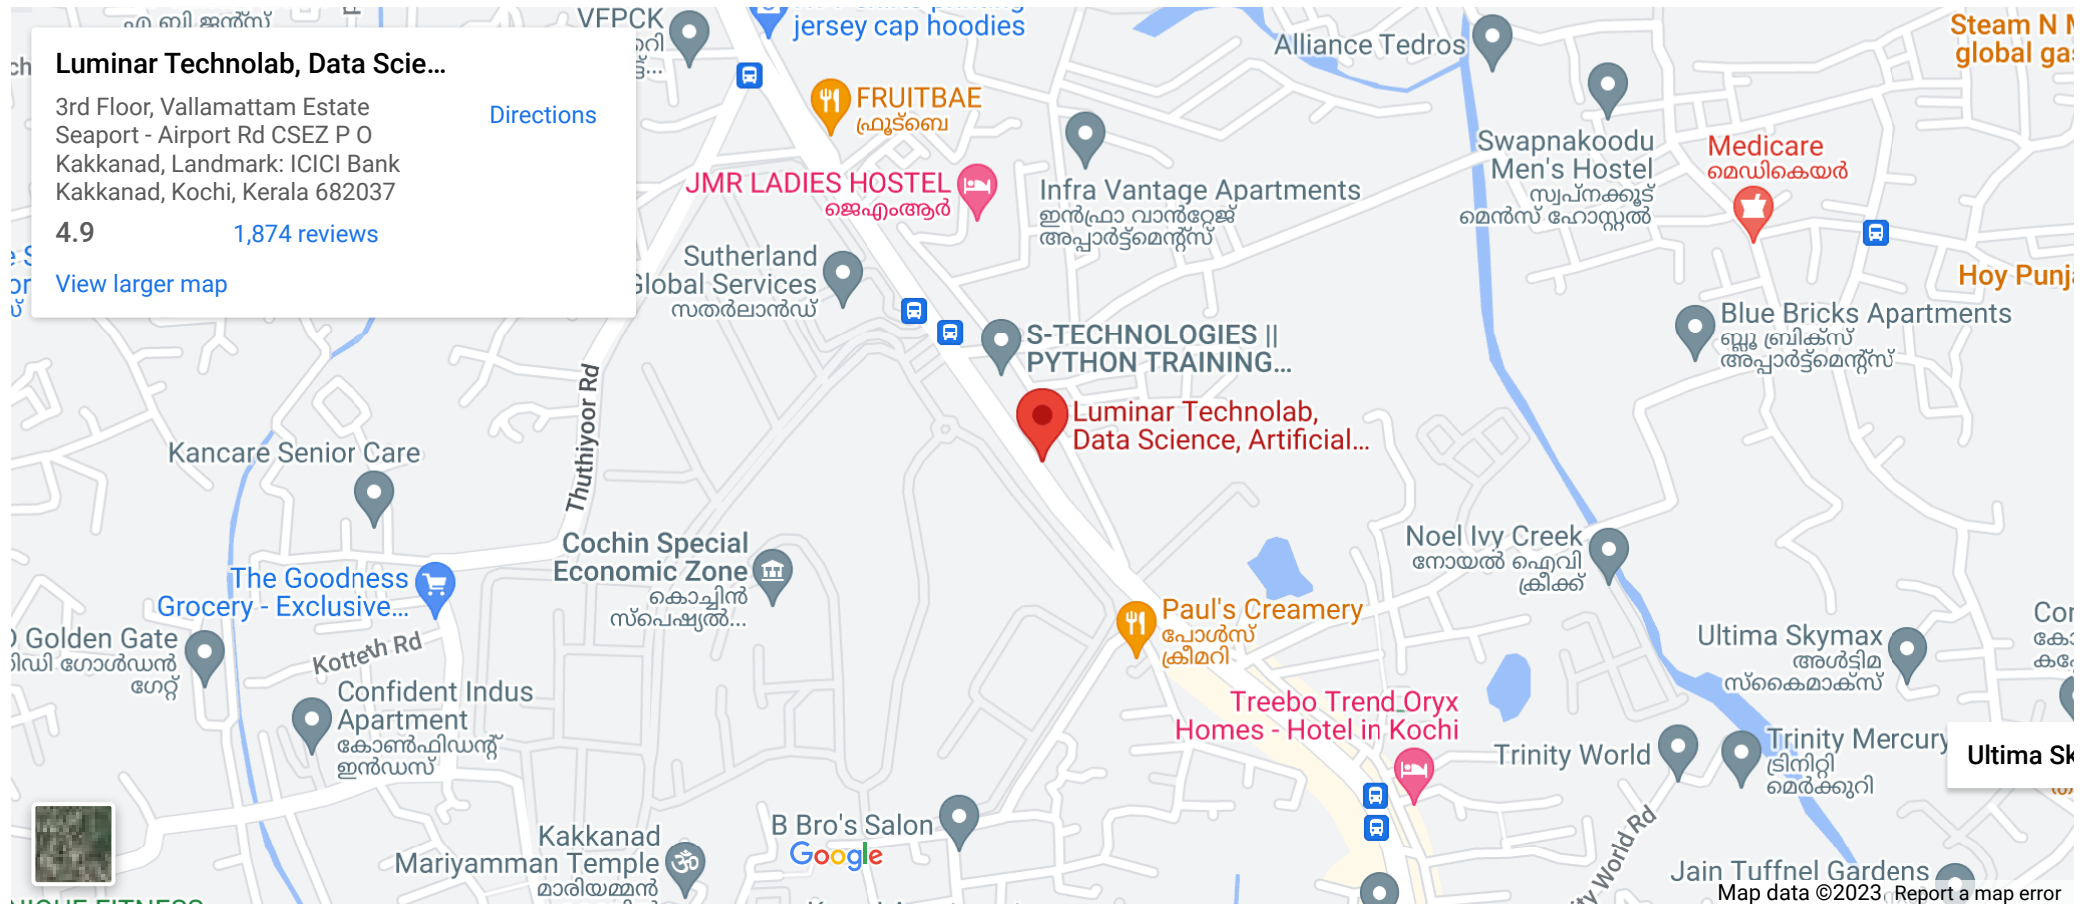 എ ബി ജന്റ്സ്
VFPCK
jersey cap hoodies
Alliance Tedros
Steam N M
global gas
Luminar Technolab, Data Scie...
3rd Floor, Vallamattam Estate
Seaport - Airport Rd CSEZ P O
Kakkanad, Landmark: ICICI Bank
Kakkanad, Kochi, Kerala 682037
Directions
4.9
1,874 reviews
View larger map
FRUITBAE
ഫ്രൂട്ബെ
Swapnakoodu
Men's Hostel
സ്വപ്നക്കൂട്
മെൻസ് ഹോസ്റ്റൽ
Medicare
മെഡികെയർ
JMR LADIES HOSTEL
ജെഎംആർ
Infra Vantage Apartments
ഇൻഫ്രാ വാൻറ്റേജ്
അപ്പാർട്ട്മെന്റ്സ്
Sutherland
Global Services
സതർലാൻഡ്
Hoy Punja
Blue Bricks Apartments
ബ്ലൂ ബ്രിക്സ്
അപ്പാർട്ട്മെന്റ്സ്
S-TECHNOLOGIES ||
PYTHON TRAINING...
Luminar Technolab,
Data Science, Artificial...
Thuthiyoor Rd
Kancare Senior Care
Cochin Special
Economic Zone
കൊച്ചിൻ
സ്പെഷ്യൽ...
Noel Ivy Creek
നോയൽ ഐവി
ക്രീക്ക്
The Goodness
Grocery - Exclusive...
Paul's Creamery
പോൾസ്
ക്രീമറി
Golden Gate
ഗോൾഡൻ
ഗേറ്റ്
Kotteth Rd
Ultima Skymax
അൾട്ടിമ
സ്കൈമാക്സ്
Confident Indus
Apartment
കോൺഫിഡന്റ്
ഇൻഡസ്
Treebo Trend Oryx
Homes - Hotel in Kochi
Trinity World
Trinity Mercury
ട്രിനിറ്റി
മെർക്കുറി
Ultima Sk
Kakkanad
Mariyamman Temple
മാരിയമ്മൻ
B Bro's Salon
Google
World Rd
Jain Tuffnel Gardens
Map data ©2023
Report a map error